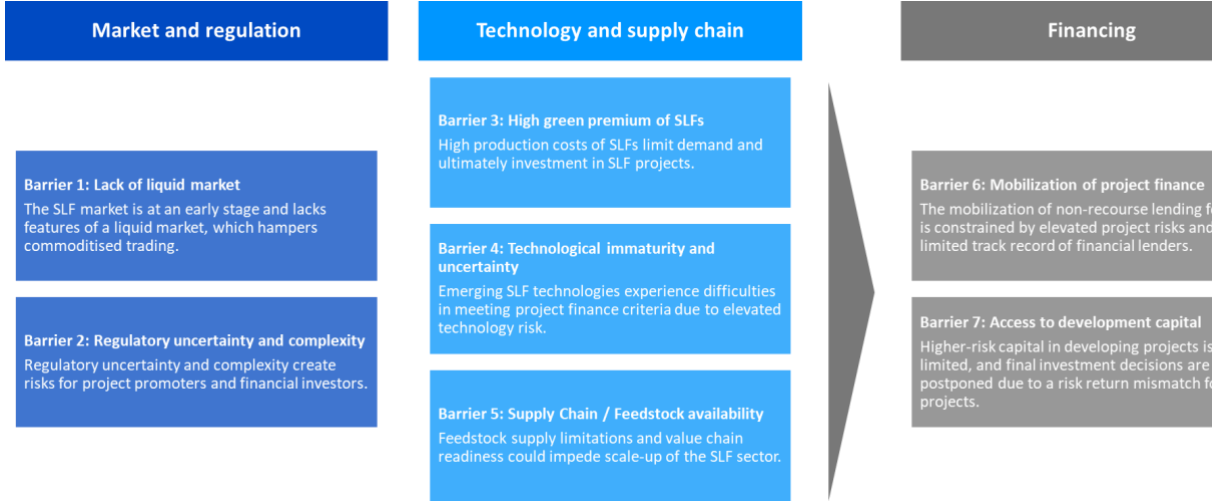 Market and regulation
Barrier 1: Lack of liquid market
The SLF market is at an early stage and lacks
features of a liquid market, which hampers
commoditised trading.
Barrier 2: Regulatory uncertainty and complexity
Regulatory uncertainty and complexity create
risks for project promoters and financial investors.
Technology and supply chain
Barrier 3: High green premium of SLFs
High production costs of SLFs limit demand and
ultimately investment in SLF projects.
Barrier 4: Technological immaturity and
uncertainty
Emerging SLF technologies experience difficulties
in meeting project finance criteria due to elevated
technology risk.
Barrier 5: Supply Chain / Feedstock availability
Feedstock supply limitations and value chain
readiness could impede scale-up of the SLF sector.
Financing
Barrier 6: Mobilization of project finance
The mobilization of non-recourse lending
is constrained by elevated project risks and
limited track record of financial lenders.
Barrier 7: Access to development capital
Higher-risk capital in developing projects is
limited, and final investment decisions are
postponed due to a risk return mismatch
projects.